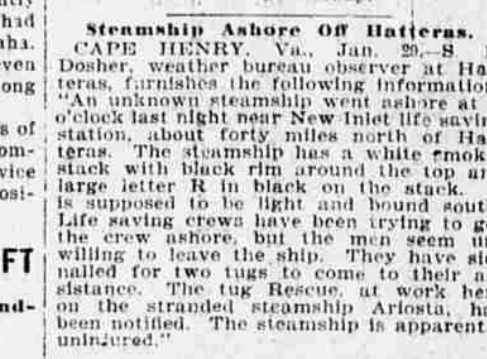 had
aha.
even
ong
s of
om-
vice
osi-
FT
nd-
Steamship Ashore Off Hatteras.
CAPE HENRY, Va., Jan. 29,—S.
Dosher, weather bureau observer at Ha
teras, furnishes the following informatio
"An unknown steamship went ashore at
o'clock last night near New Inlet life savin
station, about forty miles north of Ha
teras. The steamship has a white smok
stack with black rim around the top an
large letter R in black on the stack.
is supposed to be light and bound sout
Life saving crews have been trying to g
the crew ashore, but the men seem u
willing to leave the ship. They have si
nalled for two tugs to come to their a
sistance. The tug Rescue, at work he
on the stranded steamship Ariosta, ha
been notified. The steamship is apparent
uninjured."